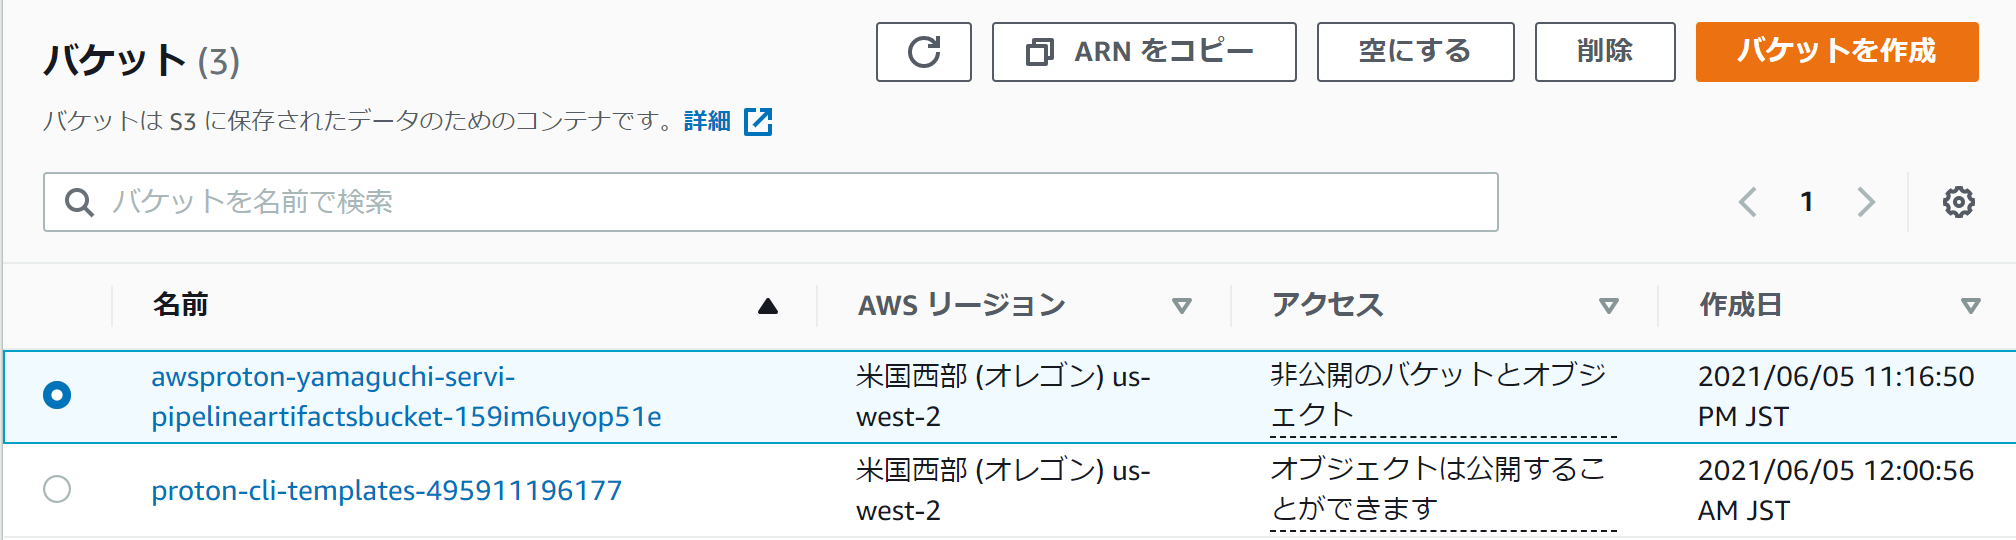 バケット (3)
ARN をコピー
空にする
削除
バケットを作成
バケットは S3 に保存されたデータのためのコンテナです。詳細
バケットを名前で検索
1
名前
AWS リージョン
アクセス
作成日
awsproton-yamaguchi-servi-
pipelineartifactsbucket-159im6uyop51e
米国西部 (オレゴン) us-
west-2
非公開のバケットとオブジ
ェクト
2021/06/05 11:16:50
PM JST
proton-cli-templates-495911196177
米国西部 (オレゴン) us-
west-2
オブジェクトは公開するこ
とができます
2021/06/05 12:00:56
AM JST